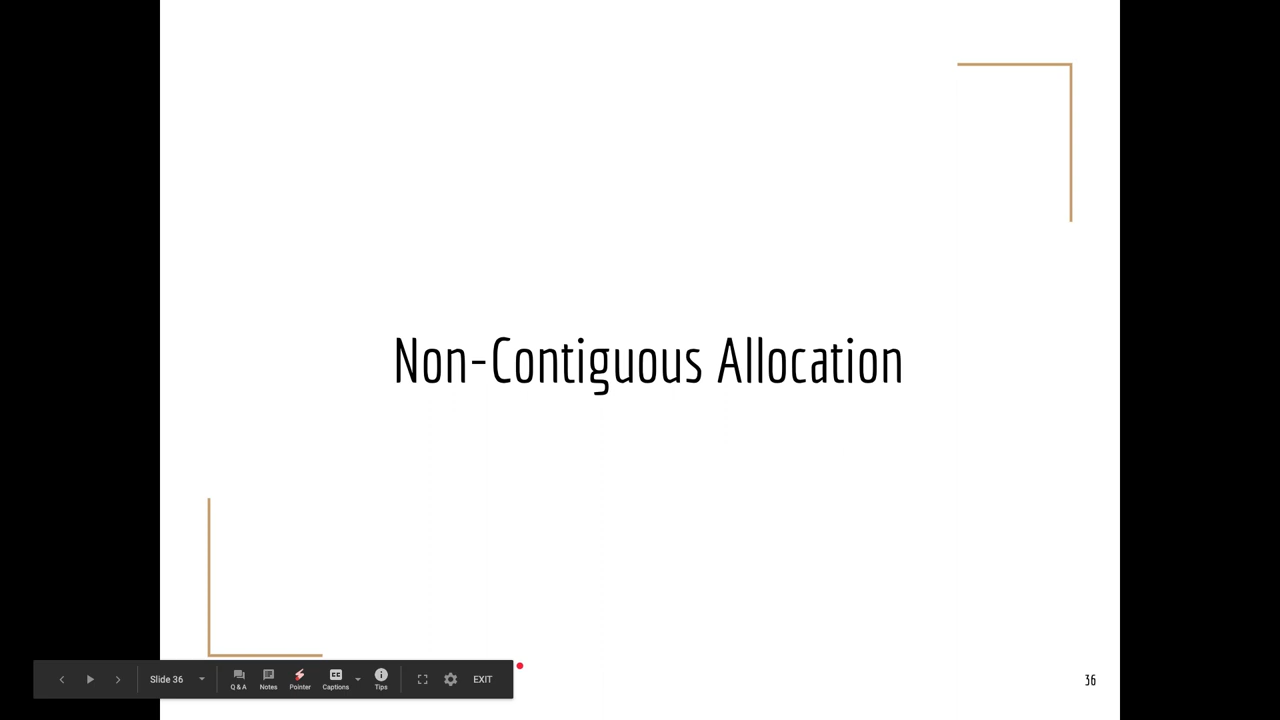 Non-Contiguous Allocation
Slide 36
Q & A
Notes
Pointer
Captions
Tips
EXIT
36